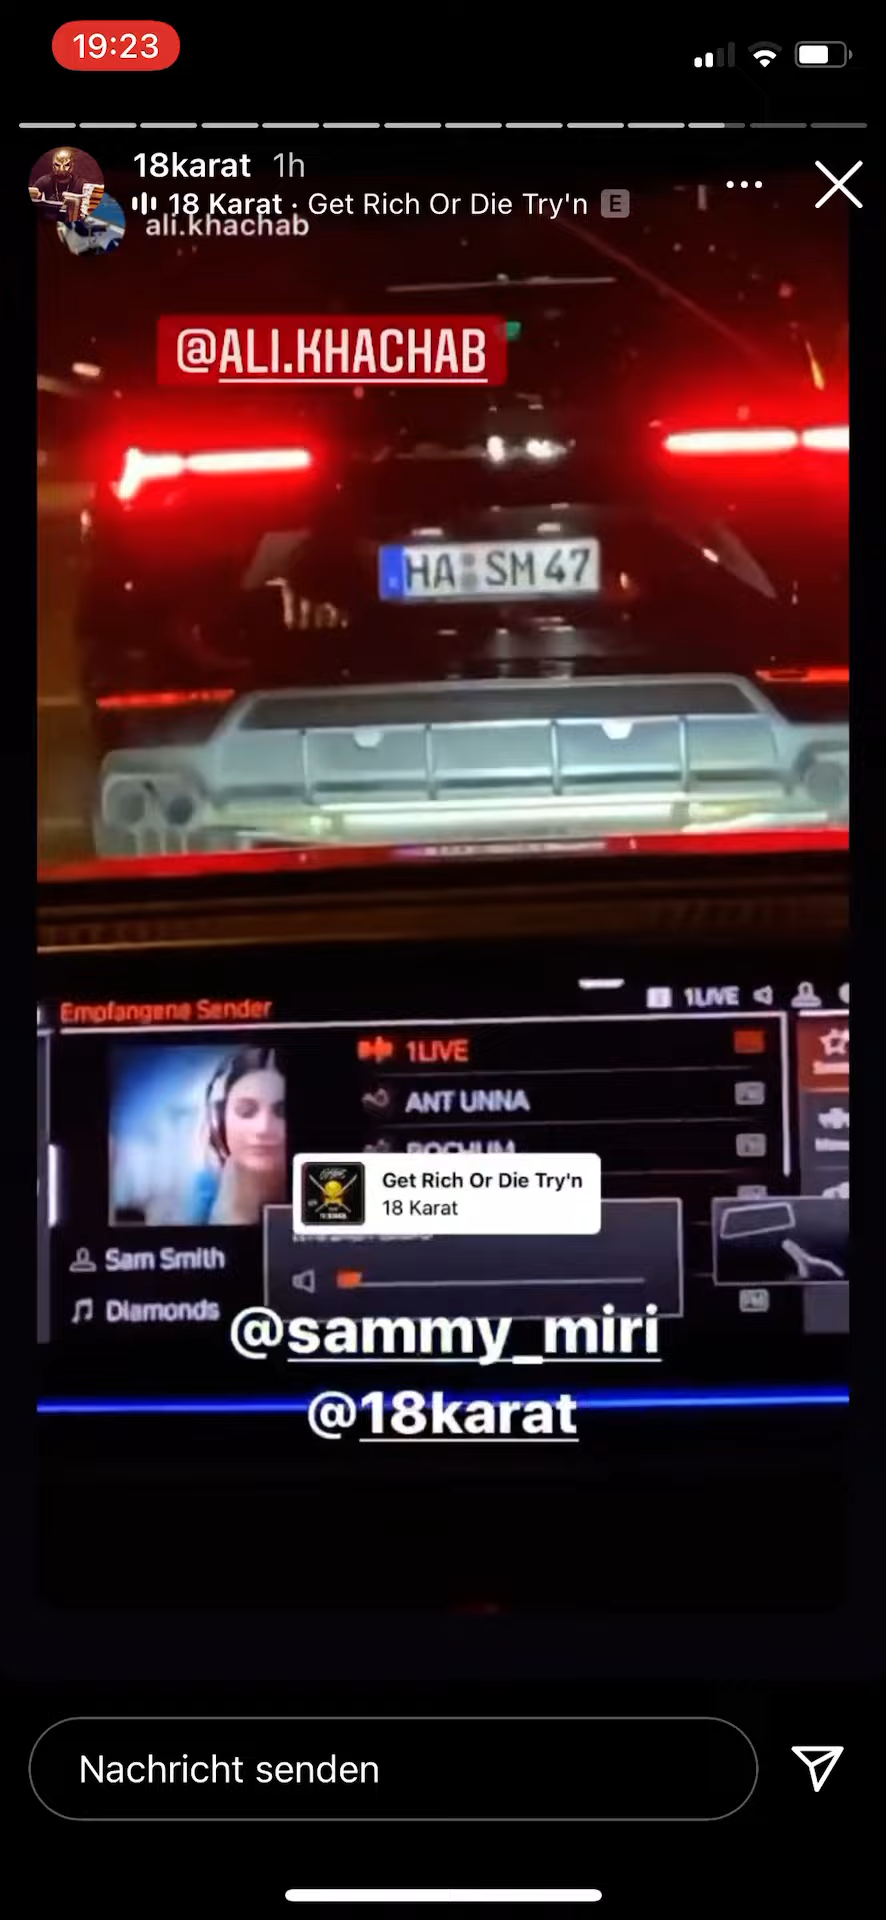 19:23
18karat 1h
18 Karat · Get Rich Or Die Try'n E
ali.khachab
@ALI.KHACHAB
HA SM 47
1LIVE
Empfangene Sender
1LIVE
ANT UNNA
BOCHUM
Get Rich Or Die Try'n
18 Karat
Sam Smith
Diamonds
FM
@sammy_miri
@18karat
Nachricht senden